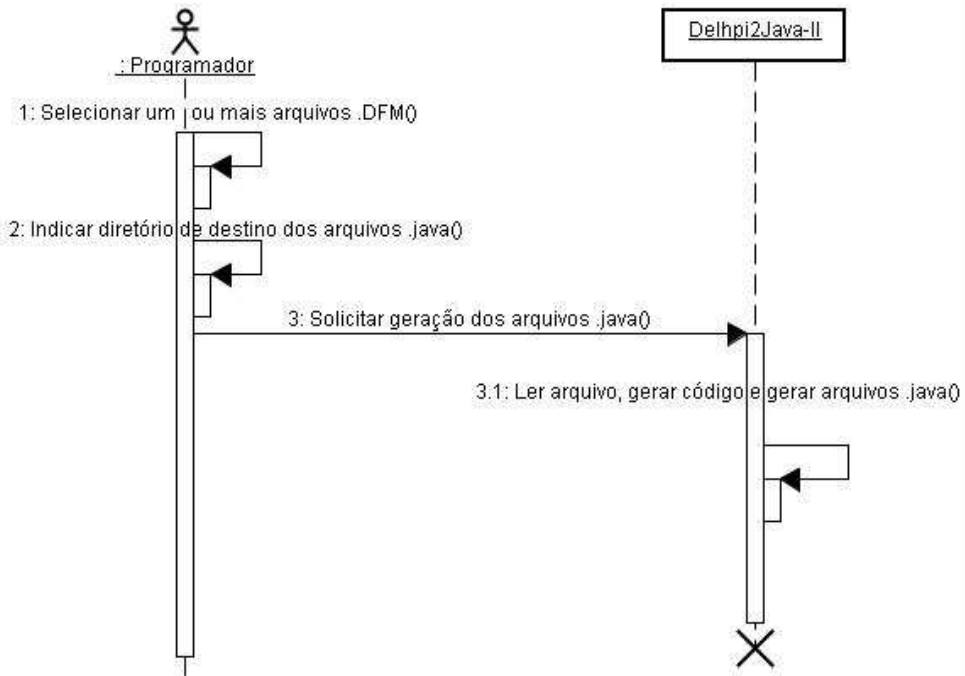 : Programador
Delhpi2Java-II
1: Selecionar um ou mais arquivos .DFM()
2: Indicar diretório de destino dos arquivos .java()
3: Solicitar geração dos arquivos .java()
3.1: Ler arquivo, gerar código e gerar arquivos .java()